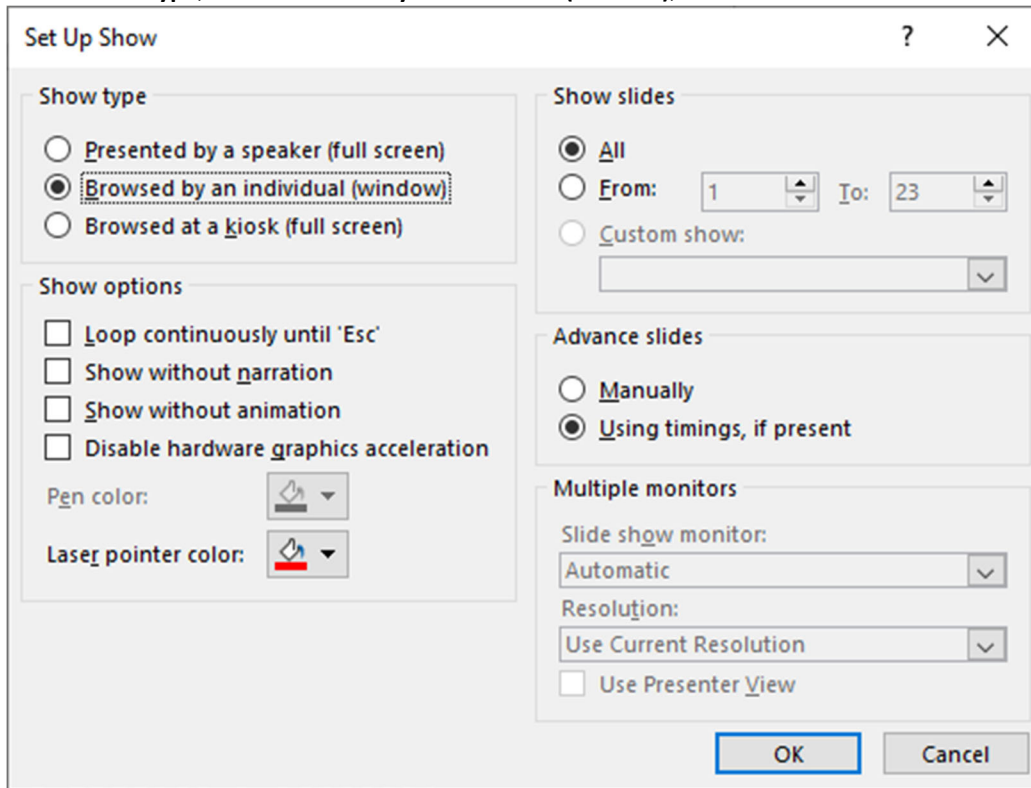 Set Up Show
?
Show type
Presented by a speaker (full screen)
Browsed by an individual (window)
Browsed at a kiosk (full screen)
Show options
Loop continuously until 'Esc'
Show without narration
Show without animation
Disable hardware graphics acceleration
Pen color:
Laser pointer color:
Show slides
All
From: 1 To: 23
Custom show:
Advance slides
Manually
Using timings, if present
Multiple monitors
Slide show monitor:
Automatic
Resolution:
Use Current Resolution
Use Presenter View
OK Cancel